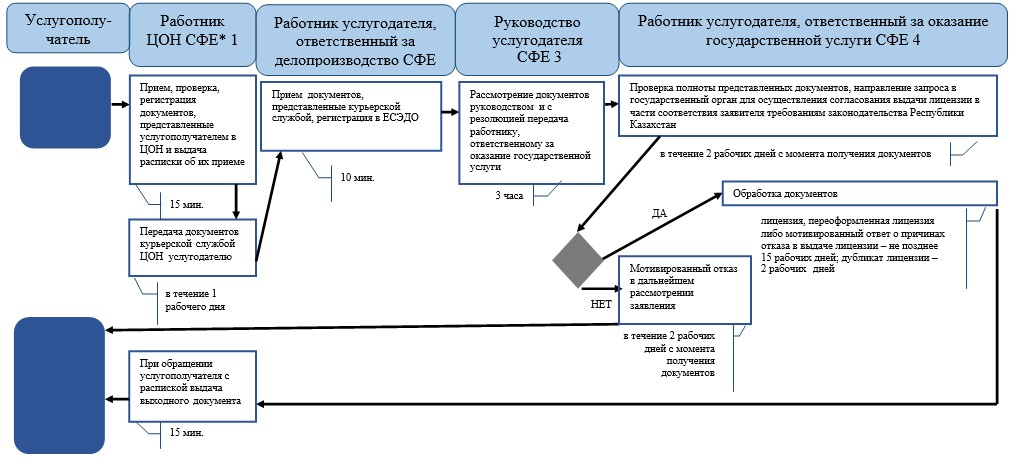 Услугополу-
чатель
Работник
ЦОН СФЕ* 1
Работник услугодателя,
ответственный за
делопроизводство СФЕ
Руководство
услугодателя
СФЕ 3
Работник услугодателя, ответственный за оказание
государственной услуги СФЕ 4
Прием, проверка,
регистрация
документов,
представленные
услугополучателем в
ЦОН и выдача
расписки об их приеме
15 мин.
Передача документов
курьерской службой
ЦОН услугодателю
в течение 1
рабочего дня
Прием документов,
представленные курьерской
службой, регистрация в ЕСЭДО
10 мин.
Рассмотрение документов
руководством и с
резолюцией передача
работнику,
ответственному за
оказание государственной
услуги
3 часа
Проверка полноты представленных документов, направление запроса в
государственный орган для осуществления согласования выдачи лицензии в
части соответствия заявителя требованиям законодательства Республики
Казахстан
в течение 2 рабочих дней с момента получения документов
ДА
Обработка документов
лицензия, переоформленная лицензия
либо мотивированный ответ о причинах
отказа в выдаче лицензии – не позднее
15 рабочих дней; дубликат лицензии –
2 рабочих дней
НЕТ
Мотивированный отказ
в дальнейшем
рассмотрении
заявления
в течение 2 рабочих
дней с момента
получения
документов
При обращении
услугополучателя с
распиской выдача
выходного документа
15 мин.